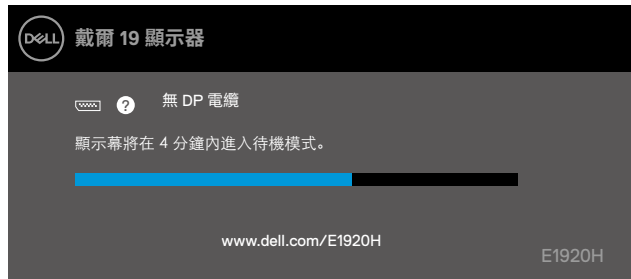 DELL 戴爾 19 顯示器
? 無 DP 電纜
顯示幕將在 4 分鐘內進入待機模式。
www.dell.com/E1920H
E1920H